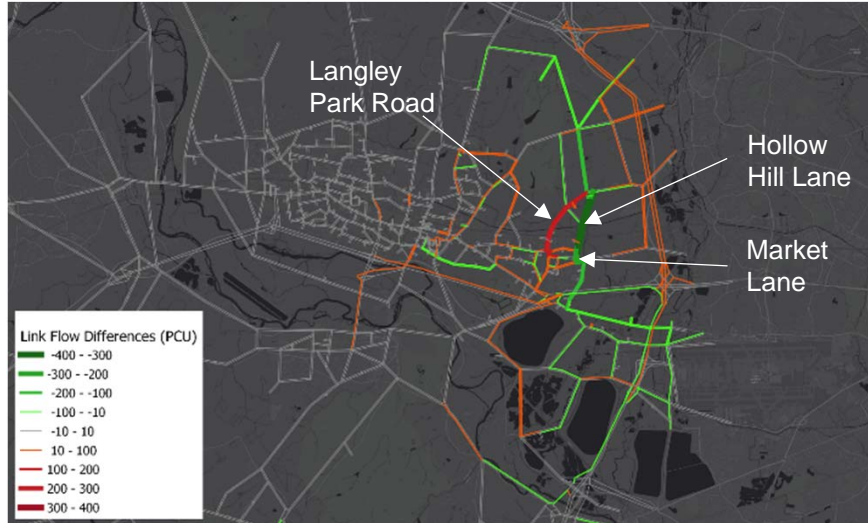 Langley
Park Road
Hollow
Hill Lane
Market
Lane
Link Flow Differences (PCU)
-400 - -300
-300 - -200
-200 - -100
-100 - -10
-10 - 10
10 - 100
100 - 200
200 - 300
300 - 400